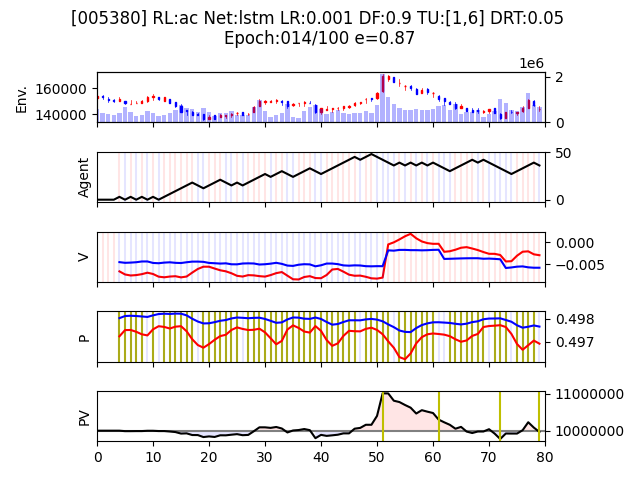 [005380] RL:ac Net:lstm LR:0.001 DF:0.9 TU:[1,6] DRT:0.05
Epoch:014/100 e=0.87
1e6
Env.
160000
140000
2
0
Agent
50
0
V
0.000
−0.005
P
0.498
0.497
PV
11000000
10000000
0 10 20 30 40 50 60 70 80